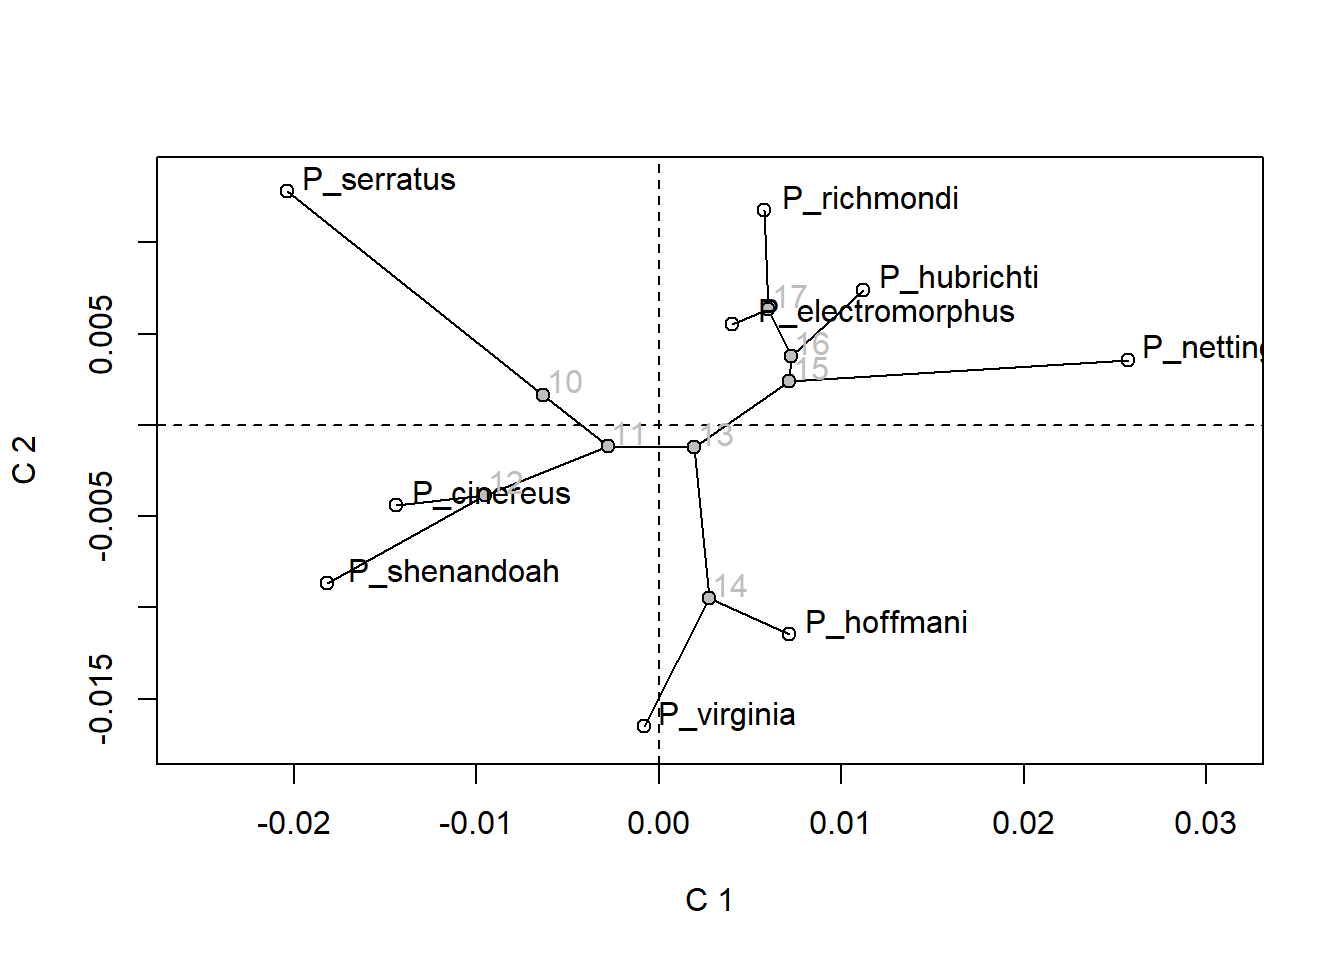 P_serratus
P_richmondi
P_hubrichti
17
P_electromorphus
16
P_netting
15
10
11
13
12
P_cinereus
P_shenandoah
14
P_hoffmani
P_virginia
0.005
-0.005
-0.015
C 2
-0.02 -0.01 0.00 0.01 0.02 0.03
C 1